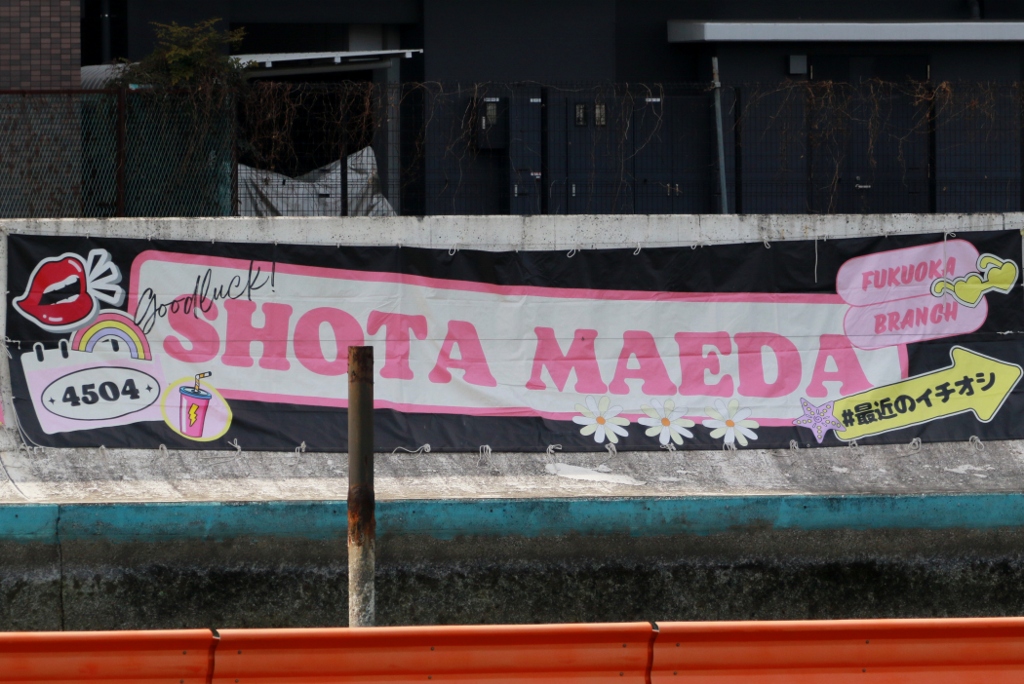 Goodluck!
SHOTA MAEDA
FUKUOKA
BRANCH
4504
#最近のイチオシ